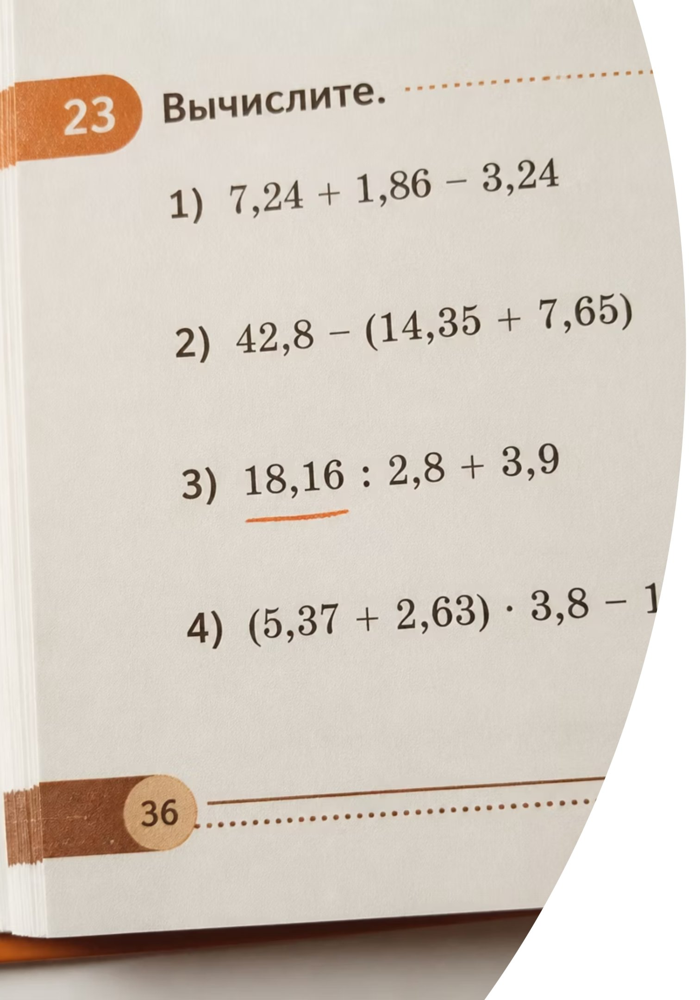 23 Вычислите.
1) 7,24 + 1,86 – 3,24
2) 42,8 – (14,35 + 7,65)
3) 18,16 : 2,8 + 3,9
4) (5,37 + 2,63) · 3,8 – 1
36